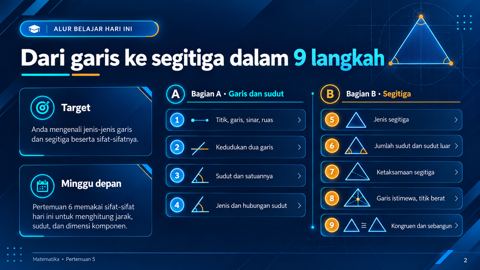 ALUR BELAJAR HARI INI
Dari garis ke segitiga dalam 9 langkah
Target
Anda mengenali jenis-jenis garis
dan segitiga beserta sifat-sifatnya.
Minggu depan
Pertemuan 6 memakai sifat-sifat
hari ini untuk menghitung jarak,
sudut, dan dimensi komponen.
A Bagian A • Garis dan sudut
1 Titik, garis, sinar, ruas
2 Kedudukan dua garis
3 Sudut dan satuannya
4 Jenis dan hubungan sudut
B Bagian B • Segitiga
5 Jenis segitiga
6 Jumlah sudut dan sudut luar
7 Ketaksamaan segitiga
8 Garis istimewa, titik berat
9 Kongruen dan sebangun
Matematika • Pertemuan 5
2